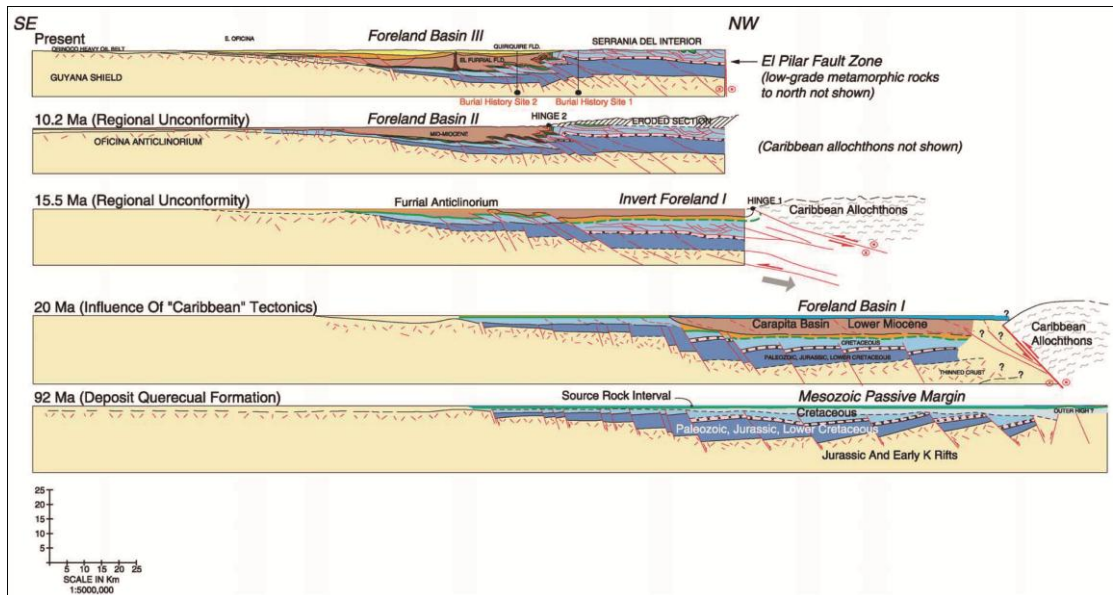 SE
NW
Present
ORINOCO HEAVY OIL BELT
E. OFICINA
Foreland Basin III
QUIRIQUIRE FLD.
SERRANIA DEL INTERIOR
EL FURRIAL FLD.
GUYANA SHIELD
El Pilar Fault Zone
(low-grade metamorphic rocks
to north not shown)
Burial History Site 2
Burial History Site 1
10.2 Ma (Regional Unconformity)
Foreland Basin II
HINGE 2
ERODED SECTION
MID-MIOCENE
OFICINA ANTICLINORIUM
(Caribbean allochthons not shown)
15.5 Ma (Regional Unconformity)
Furrial Anticlinorium
Invert Foreland I
HINGE 1
Caribbean Allochthons
20 Ma (Influence Of "Caribbean" Tectonics)
Foreland Basin I
?
Carapita Basin Lower Miocene
? ?
Caribbean
Allochthons
CRETACEOUS
PALEOZOIC, JURASSIC, LOWER CRETACEOUS
THINNED CRUST
? ?
92 Ma (Deposit Querecual Formation)
Source Rock Interval
Mesozoic Passive Margin
Cretaceous
OUTER HIGH ?
Paleozoic, Jurassic, Lower Cretaceous
Jurassic And Early K Rifts
25
20
15
10
5
5 10 15 20 25
SCALE IN Km
1:5000,000